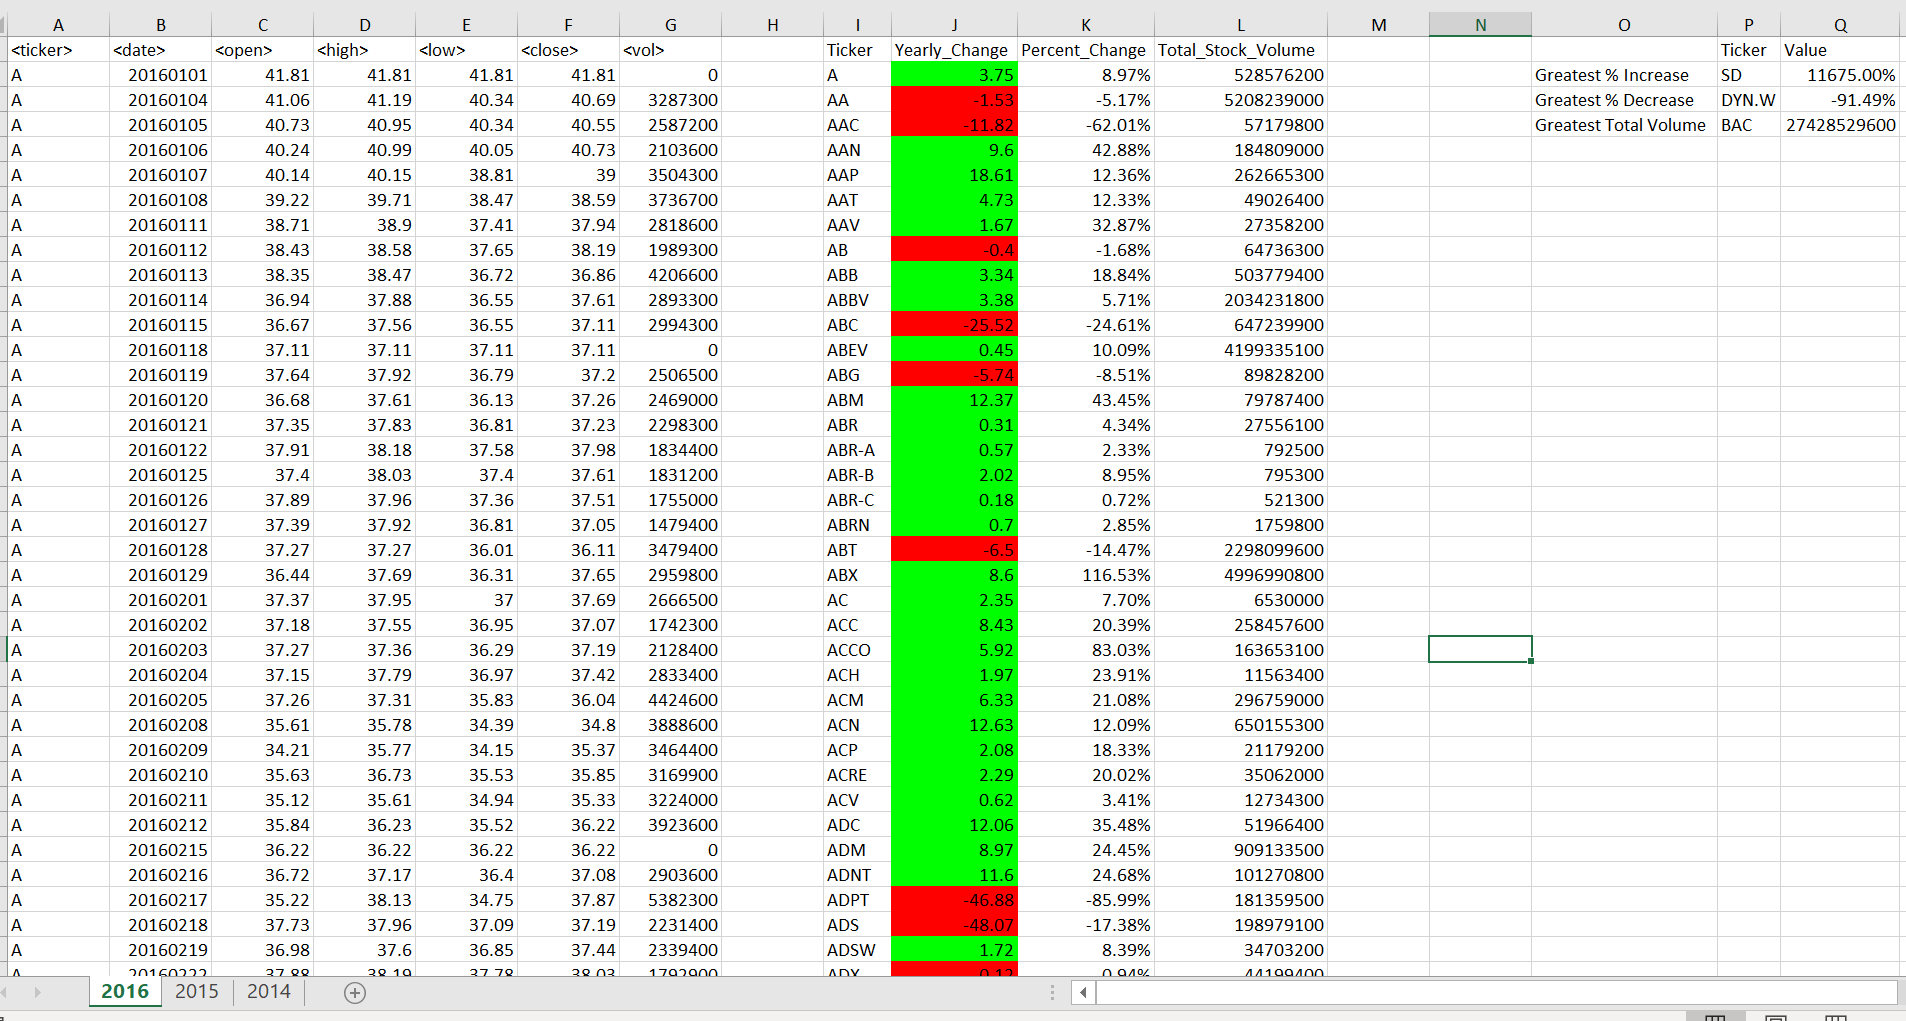 A B C D E F G H I J K L M N O P Q
<ticker> <date> <open> <high> <low> <close> <vol> Ticker Yearly_Change Percent_Change Total_Stock_Volume Ticker Value
A 20160101 41.81 41.81 41.81 41.81 0 A 3.75 8.97% 528576200 Greatest % Increase SD 11675.00%
A 20160104 41.06 41.19 40.34 40.69 3287300 AA -1.53 -5.17% 5208239000 Greatest % Decrease DYN.W -91.49%
A 20160105 40.73 40.95 40.34 40.55 2587200 AAC -11.82 -62.01% 57179800 Greatest Total Volume BAC 27428529600
A 20160106 40.24 40.99 40.05 40.73 2103600 AAN 9.6 42.88% 184809000
A 20160107 40.14 40.15 38.81 39 3504300 AAP 18.61 12.36% 262665300
A 20160108 39.22 39.71 38.47 38.59 3736700 AAT 4.73 12.33% 49026400
A 20160111 38.71 38.9 37.41 37.94 2818600 AAV 1.67 32.87% 27358200
A 20160112 38.43 38.58 37.65 38.19 1989300 AB -0.4 -1.68% 64736300
A 20160113 38.35 38.47 36.72 36.86 4206600 ABB 3.34 18.84% 503779400
A 20160114 36.94 37.88 36.55 37.61 2893300 ABBV 3.38 5.71% 2034231800
A 20160115 36.67 37.56 36.55 37.11 2994300 ABC -25.52 -24.61% 647239900
A 20160118 37.11 37.11 37.11 37.11 0 ABEV 0.45 10.09% 4199335100
A 20160119 37.64 37.92 36.79 37.2 2506500 ABG -5.74 -8.51% 89828200
A 20160120 36.68 37.61 36.13 37.26 2469000 ABM 12.37 43.45% 79787400
A 20160121 37.35 37.83 36.81 37.23 2298300 ABR 0.31 4.34% 27556100
A 20160122 37.91 38.18 37.58 37.98 1834400 ABR-A 0.57 2.33% 792500
A 20160125 37.4 38.03 37.4 37.61 1831200 ABR-B 2.02 8.95% 795300
A 20160126 37.89 37.96 37.36 37.51 1755000 ABR-C 0.18 0.72% 521300
A 20160127 37.39 37.92 36.81 37.05 1479400 ABRN 0.7 2.85% 1759800
A 20160128 37.27 37.27 36.01 36.11 3479400 ABT -6.5 -14.47% 2298099600
A 20160129 36.44 37.69 36.31 37.65 2959800 ABX 8.6 116.53% 4996990800
A 20160201 37.37 37.95 37 37.69 2666500 AC 2.35 7.70% 6530000
A 20160202 37.18 37.55 36.95 37.07 1742300 ACC 8.43 20.39% 258457600
A 20160203 37.27 37.36 36.29 37.19 2128400 ACCO 5.92 83.03% 163653100
A 20160204 37.15 37.79 36.97 37.42 2833400 ACH 1.97 23.91% 11563400
A 20160205 37.26 37.31 35.83 36.04 4424600 ACM 6.33 21.08% 296759000
A 20160208 35.61 35.78 34.39 34.8 3888600 ACN 12.63 12.09% 650155300
A 20160209 34.21 35.77 34.15 35.37 3464400 ACP 2.08 18.33% 21179200
A 20160210 35.63 36.73 35.53 35.85 3169900 ACRE 2.29 20.02% 35062000
A 20160211 35.12 35.61 34.94 35.33 3224000 ACV 0.62 3.41% 12734300
A 20160212 35.84 36.23 35.52 36.22 3923600 ADC 12.06 35.48% 51966400
A 20160215 36.22 36.22 36.22 36.22 0 ADM 8.97 24.45% 909133500
A 20160216 36.72 37.17 36.4 37.08 2903600 ADNT 11.6 24.68% 101270800
A 20160217 35.22 38.13 34.75 37.87 5382300 ADPT -46.88 -85.99% 181359500
A 20160218 37.73 37.96 37.09 37.19 2231400 ADS -48.07 -17.38% 198979100
A 20160219 36.98 37.6 36.85 37.44 2339400 ADSW 1.72 8.39% 34703200
A 20160222 37.88 38.19 37.78 38.03 1792900 ADX 0.94% 44199400
2016 2015 2014